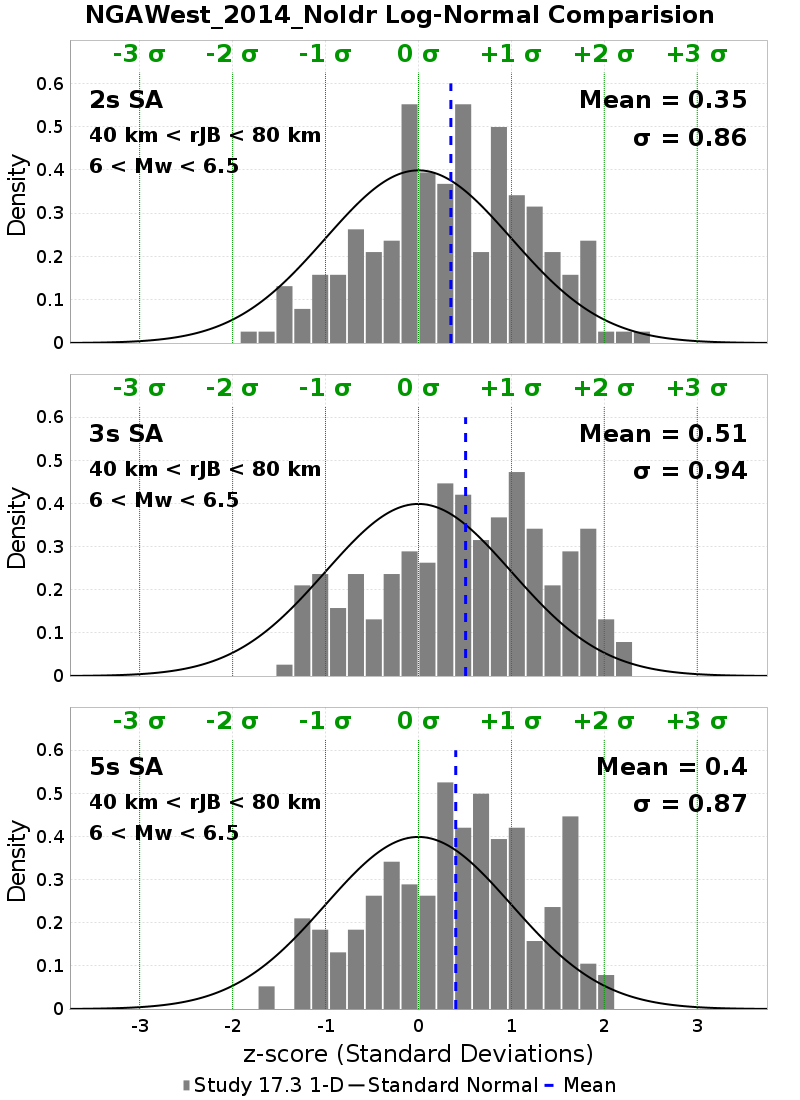 NGAWest_2014_NoIdr Log-Normal Comparision
-3 σ -2 σ -1 σ 0 σ +1 σ +2 σ +3 σ
2s SA
Mean = 0.35
40 km < rJB < 80 km
σ = 0.86
6 < Mw < 6.5
Density
0.6
0.5
0.4
0.3
0.2
0.1
0
-3 σ -2 σ -1 σ 0 σ +1 σ +2 σ +3 σ
3s SA
Mean = 0.51
40 km < rJB < 80 km
σ = 0.94
6 < Mw < 6.5
Density
0.6
0.5
0.4
0.3
0.2
0.1
0
-3 σ -2 σ -1 σ 0 σ +1 σ +2 σ +3 σ
5s SA
Mean = 0.4
40 km < rJB < 80 km
σ = 0.87
6 < Mw < 6.5
Density
0.6
0.5
0.4
0.3
0.2
0.1
0
-3 -2 -1 0 1 2 3
z-score (Standard Deviations)
Study 17.3 1-D Standard Normal Mean